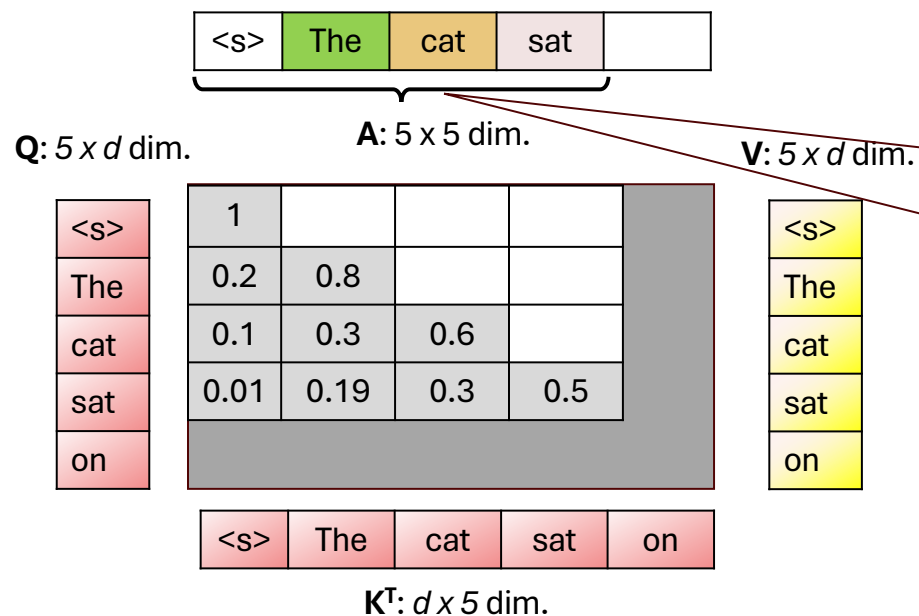 <s> The cat sat
Q: 5 x d dim.
A: 5 x 5 dim.
V: 5 x d dim.
<s>
The
cat
sat
on
1
0.2 0.8
0.1 0.3 0.6
0.01 0.19 0.3 0.5
<s>
The
cat
sat
on
<s> The cat sat on
Kᵀ: d x 5 dim.